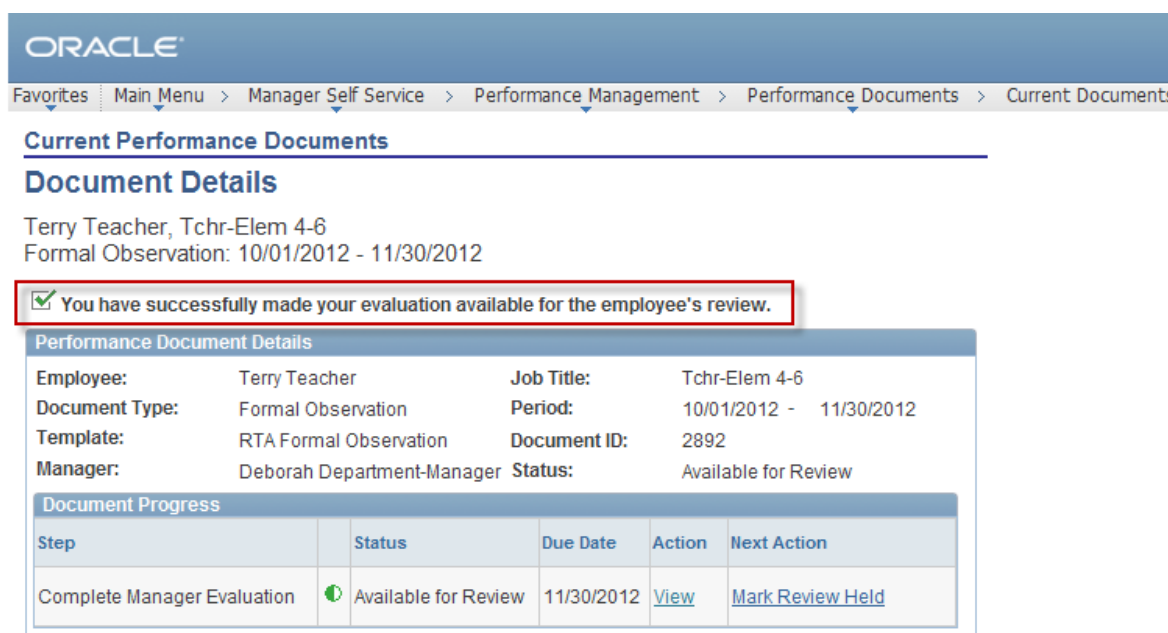 ORACLE
Favorites Main Menu > Manager Self Service > Performance Management > Performance Documents > Current Documents
Current Performance Documents
Document Details
Terry Teacher, Tchr-Elem 4-6
Formal Observation: 10/01/2012 - 11/30/2012
You have successfully made your evaluation available for the employee's review.
Performance Document Details
Employee: Terry Teacher Job Title: Tchr-Elem 4-6
Document Type: Formal Observation Period: 10/01/2012 - 11/30/2012
Template: RTA Formal Observation Document ID: 2892
Manager: Deborah Department-Manager Status: Available for Review
Document Progress
Step Status Due Date Action Next Action
Complete Manager Evaluation Available for Review 11/30/2012 View Mark Review Held